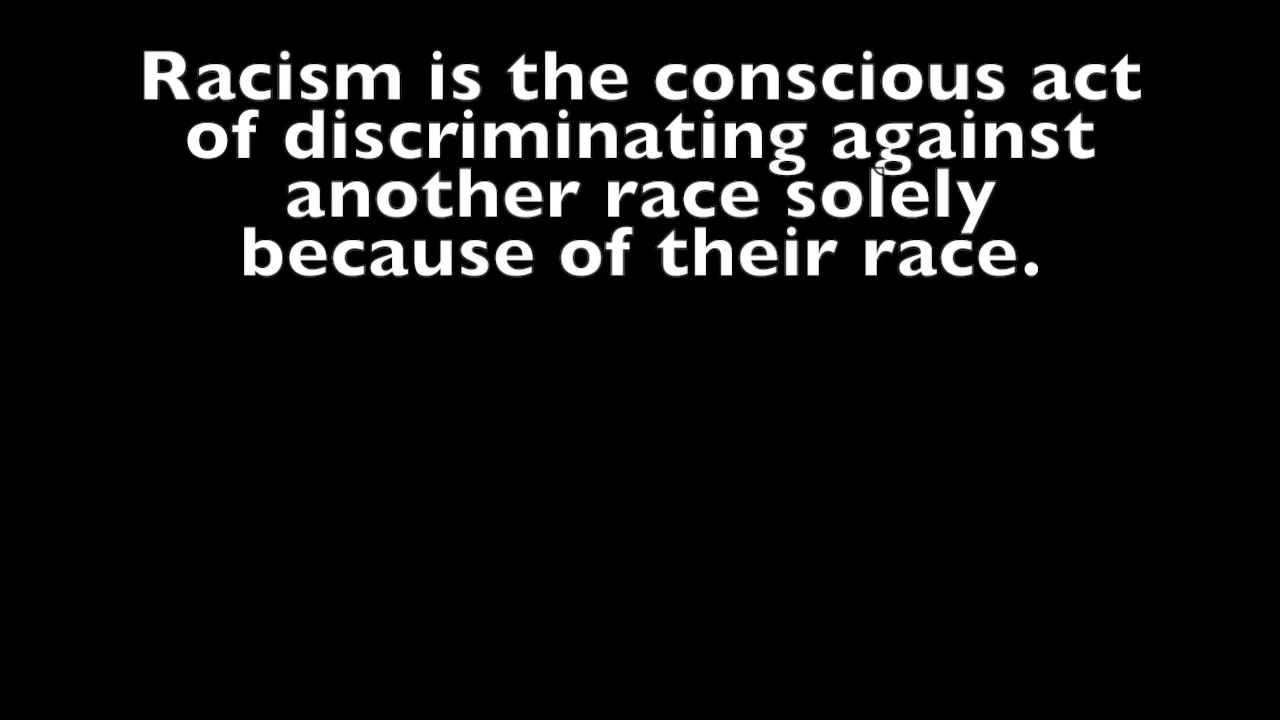 Racism is the conscious act
of discriminating against
another race solely
because of their race.